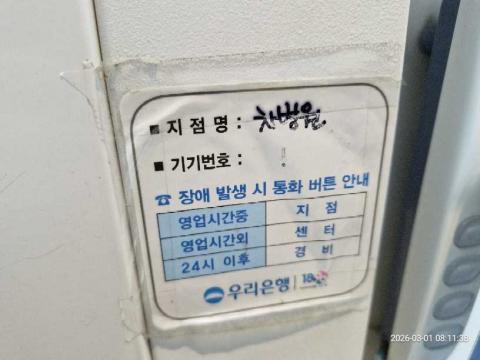 ■ 지점명 : 차병원
■ 기기번호 : !
☎ 장애 발생 시 통화 버튼 안내
영업시간중 지점
영업시간외 센터
24시 이후 경비
우리은행
2026-03-01 08:11:38